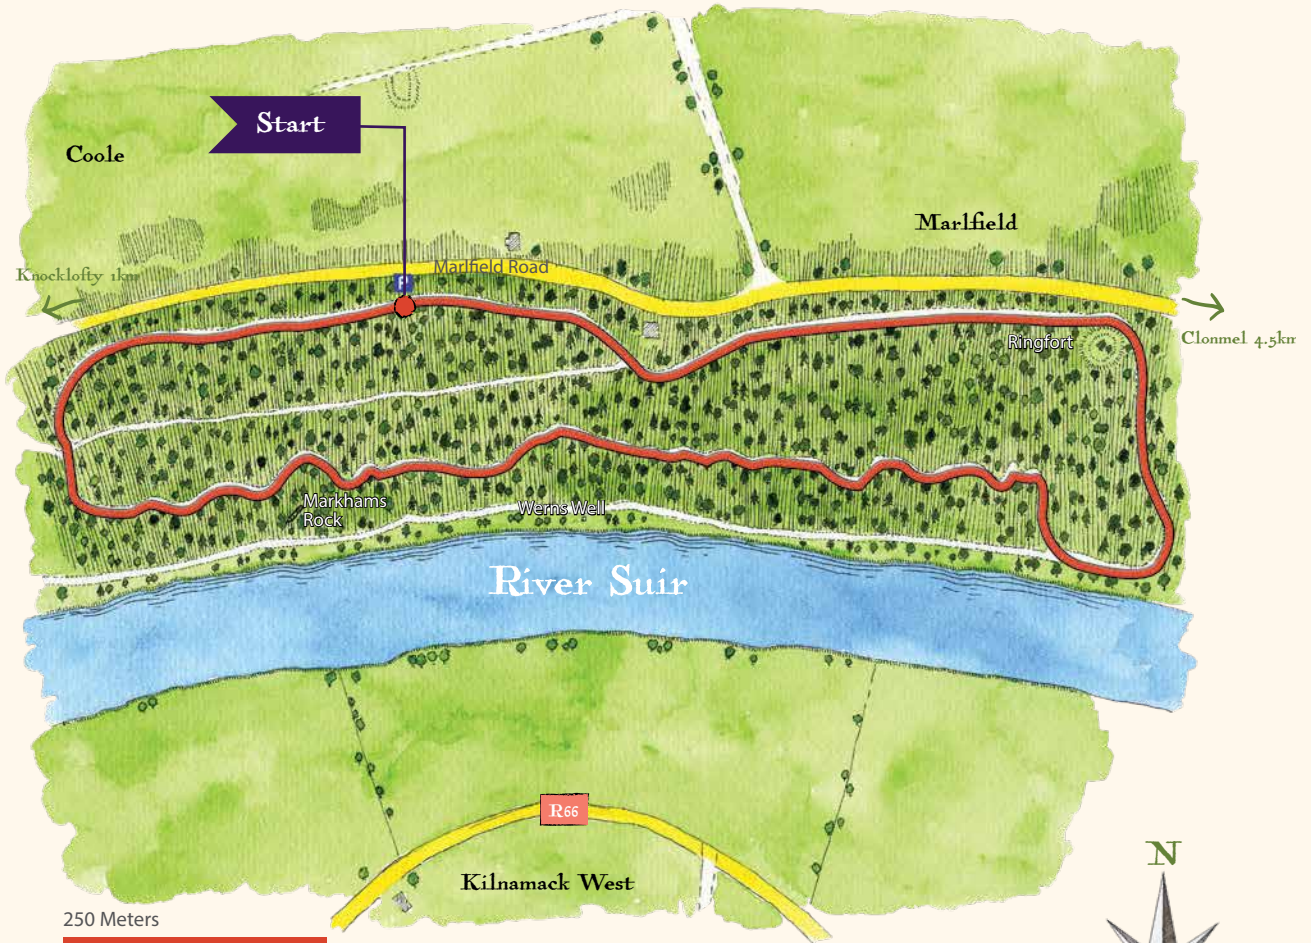 Start
Coole
Marlfield
Knocklofty 1km
Marlfield Road
P
Ringfort
Clonmel 4.5km
Markhams
Rock
Werns Well
River Suir
R66
Kilnamack West
N
250 Meters